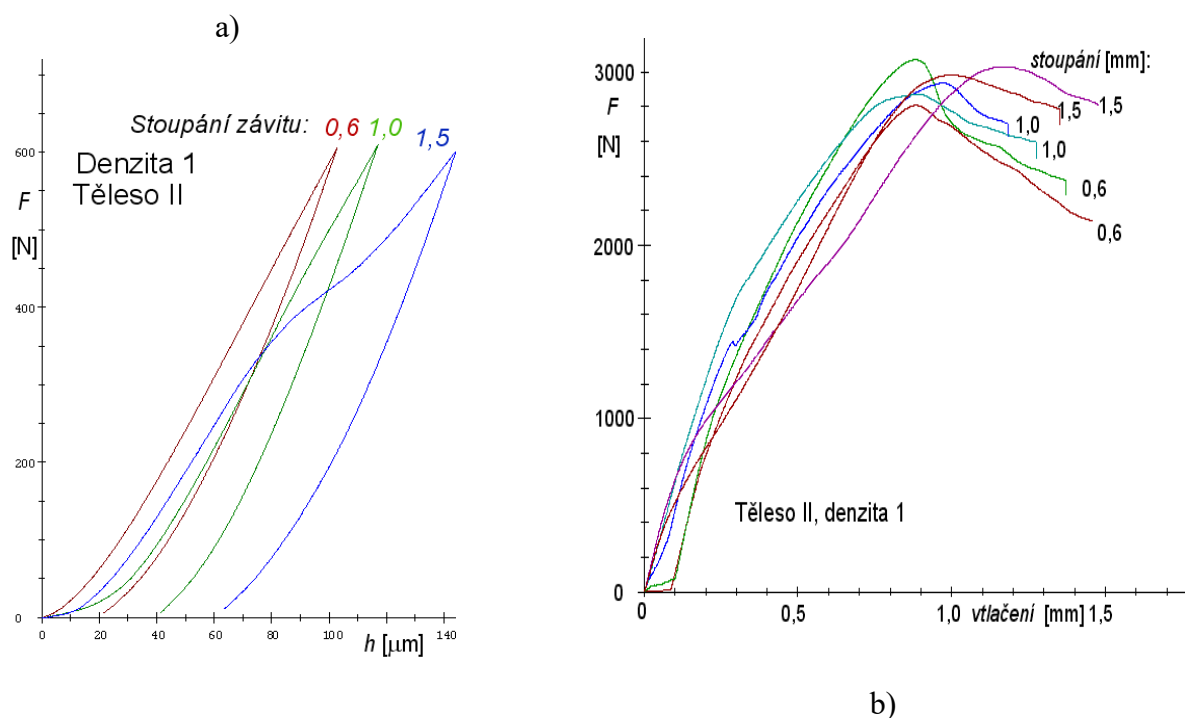 a)
Stoupání závitu: 0,6 1,0 1,5
Denzita 1
Těleso II
F
[N]
600
400
200
0
0 20 40 60 80 100 120 140
h [μm]
stoupání [mm]:
3000
F
[N]
2000
1000
0
1,5
1,5
1,0
1,0
0,6
0,6
Těleso II, denzita 1
0 0,5 1,0 vtlačení [mm] 1,5
b)